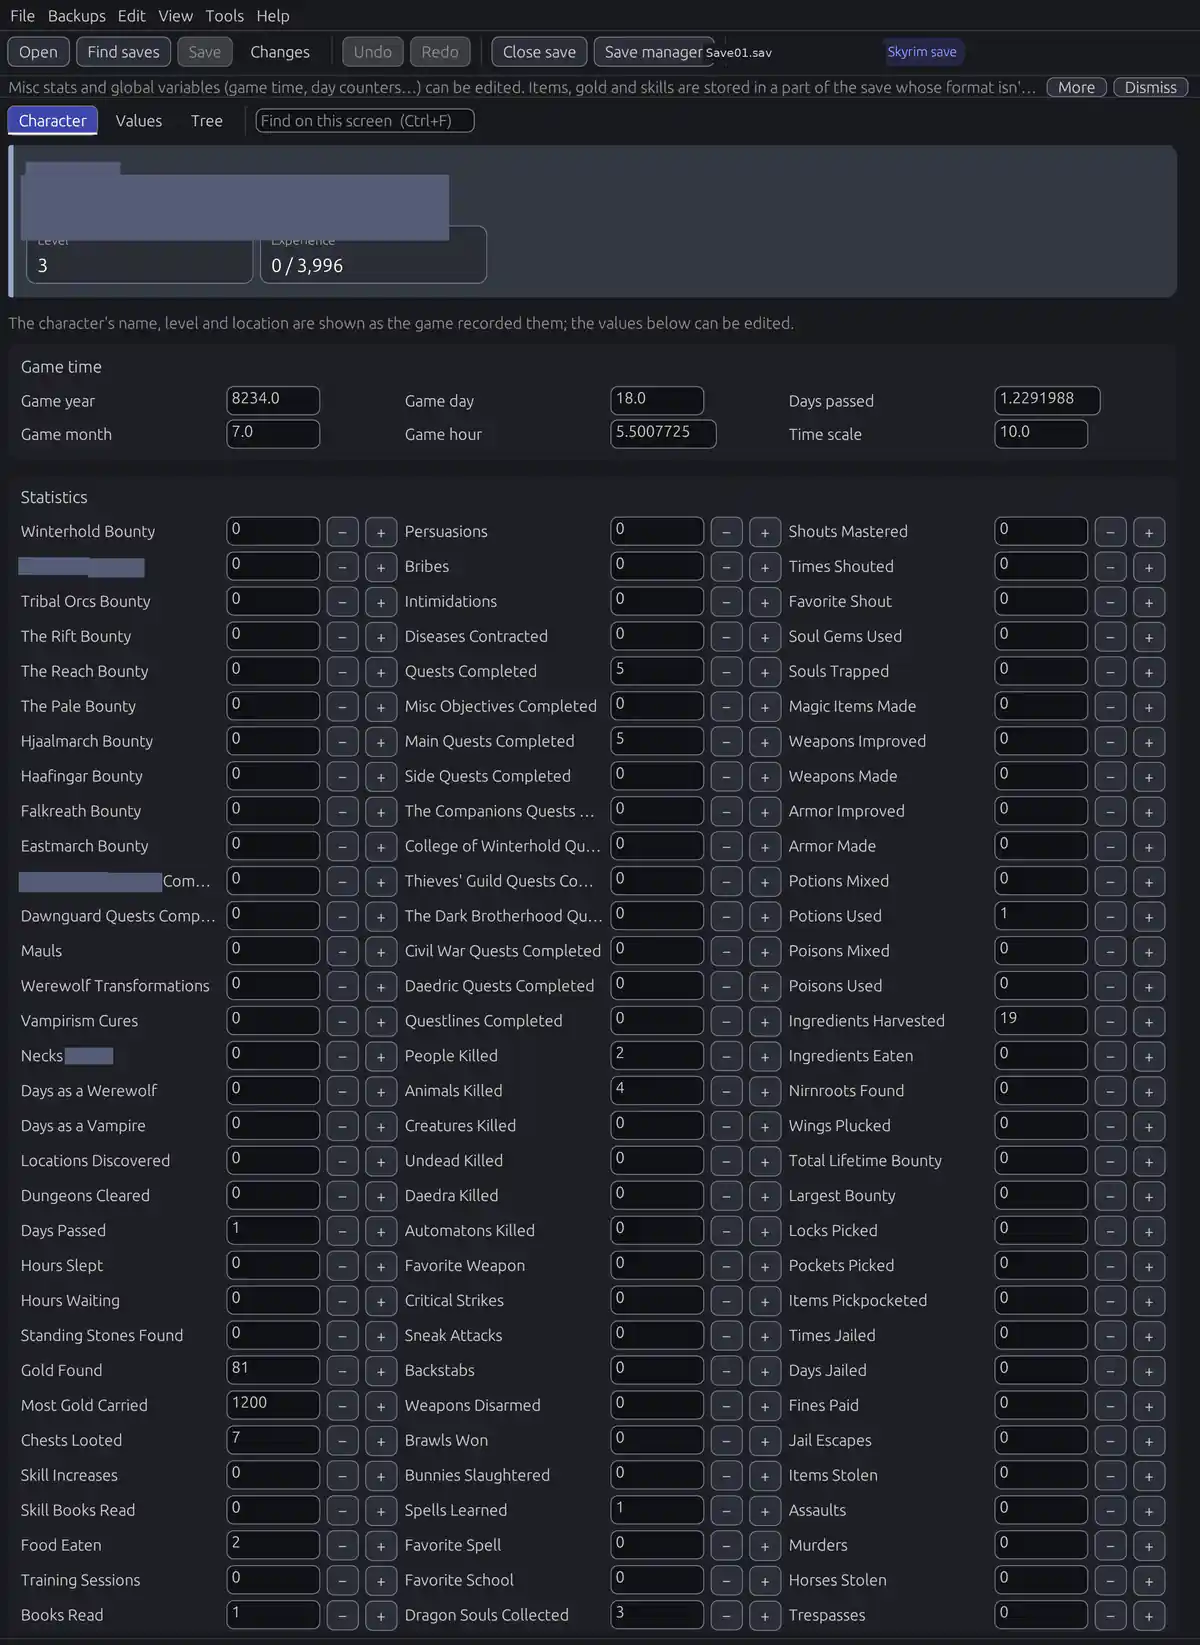 File Backups Edit View Tools Help
Open Find saves Save Changes Undo Redo Close save Save manager Save01.sav Skyrim save
Misc stats and global variables (game time, day counters...) can be edited. Items, gold and skills are stored in a part of the save whose format isn'... More Dismiss
Character Values Tree Find on this screen (Ctrl+F)
Level Experience
3 0 / 3,996
The character's name, level and location are shown as the game recorded them; the values below can be edited.
Game time
Game year 8234.0 Game day 18.0 Days passed 1.2291988
Game month 7.0 Game hour 5.5007725 Time scale 10.0
Statistics
Winterhold Bounty 0 – + Persuasions 0 – + Shouts Mastered 0 – +
0 – + Bribes 0 – + Times Shouted 0 – +
Tribal Orcs Bounty 0 – + Intimidations 0 – + Favorite Shout 0 – +
The Rift Bounty 0 – + Diseases Contracted 0 – + Soul Gems Used 0 – +
The Reach Bounty 0 – + Quests Completed 5 – + Souls Trapped 0 – +
The Pale Bounty 0 – + Misc Objectives Completed 0 – + Magic Items Made 0 – +
Hjaalmarch Bounty 0 – + Main Quests Completed 5 – + Weapons Improved 0 – +
Haafingar Bounty 0 – + Side Quests Completed 0 – + Weapons Made 0 – +
Falkreath Bounty 0 – + The Companions Quests ... 0 – + Armor Improved 0 – +
Eastmarch Bounty 0 – + College of Winterhold Qu... 0 – + Armor Made 0 – +
Com... 0 – + Thieves' Guild Quests Co... 0 – + Potions Mixed 0 – +
Dawnguard Quests Comp... 0 – + The Dark Brotherhood Qu... 0 – + Potions Used 1 – +
Mauls 0 – + Civil War Quests Completed 0 – + Poisons Mixed 0 – +
Werewolf Transformations 0 – + Daedric Quests Completed 0 – + Poisons Used 0 – +
Vampirism Cures 0 – + Questlines Completed 0 – + Ingredients Harvested 19 – +
Necks 0 – + People Killed 2 – + Ingredients Eaten 0 – +
Days as a Werewolf 0 – + Animals Killed 4 – + Nirnroots Found 0 – +
Days as a Vampire 0 – + Creatures Killed 0 – + Wings Plucked 0 – +
Locations Discovered 0 – + Undead Killed 0 – + Total Lifetime Bounty 0 – +
Dungeons Cleared 0 – + Daedra Killed 0 – + Largest Bounty 0 – +
Days Passed 1 – + Automatons Killed 0 – + Locks Picked 0 – +
Hours Slept 0 – + Favorite Weapon 0 – + Pockets Picked 0 – +
Hours Waiting 0 – + Critical Strikes 0 – + Items Pickpocketed 0 – +
Standing Stones Found 0 – + Sneak Attacks 0 – + Times Jailed 0 – +
Gold Found 81 – + Backstabs 0 – + Days Jailed 0 – +
Most Gold Carried 1200 – + Weapons Disarmed 0 – + Fines Paid 0 – +
Chests Looted 7 – + Brawls Won 0 – + Jail Escapes 0 – +
Skill Increases 0 – + Bunnies Slaughtered 0 – + Items Stolen 0 – +
Skill Books Read 0 – + Spells Learned 1 – + Assaults 0 – +
Food Eaten 2 – + Favorite Spell 0 – + Murders 0 – +
Training Sessions 0 – + Favorite School 0 – + Horses Stolen 0 – +
Books Read 1 – + Dragon Souls Collected 3 – + Trespasses 0 – +